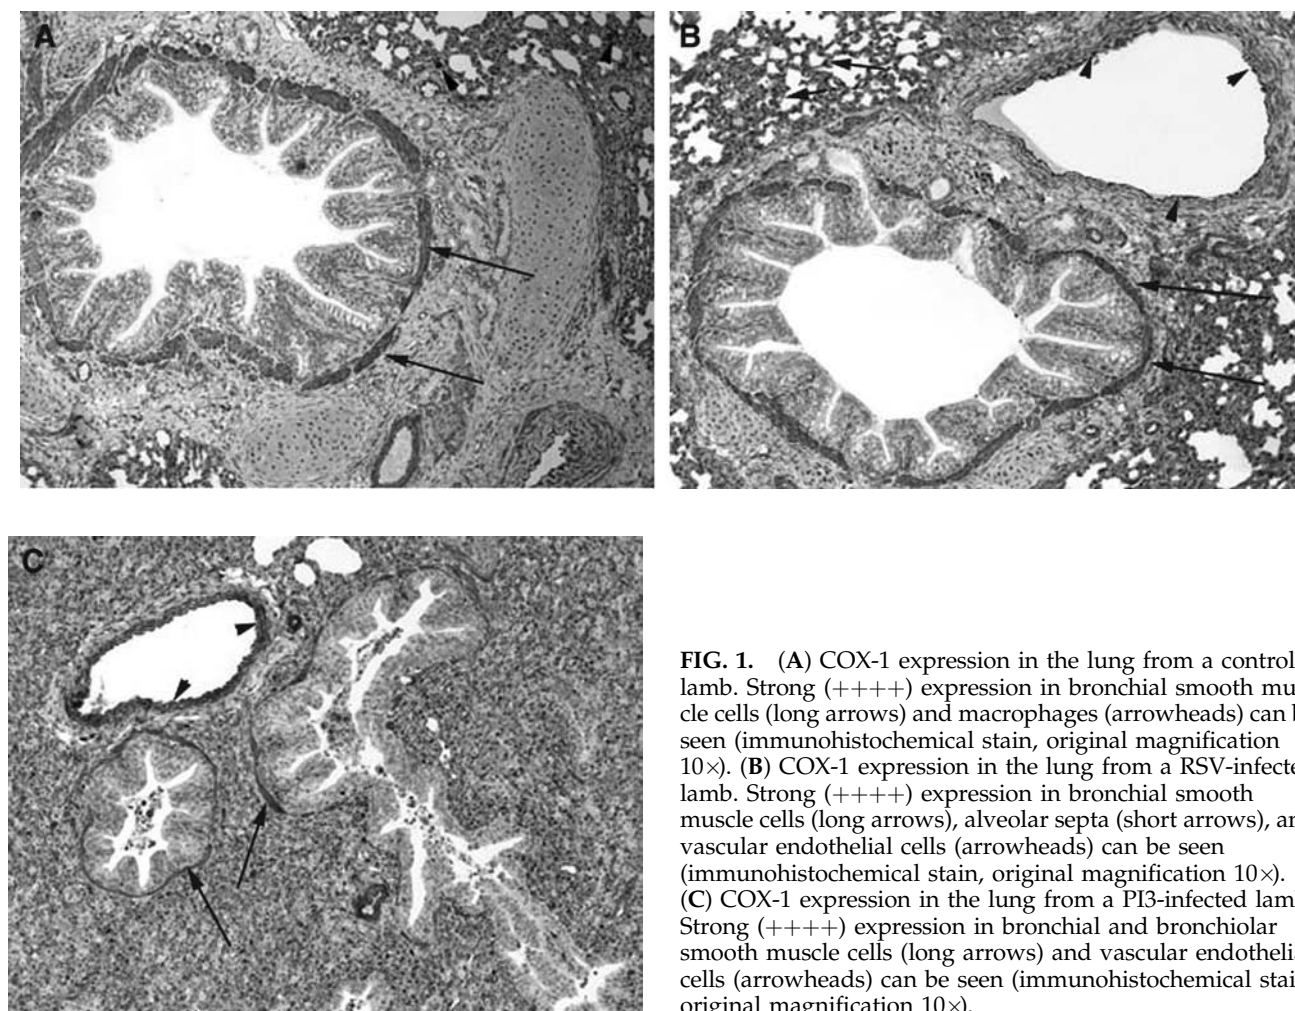 A
B
C
FIG. 1. (A) COX-1 expression in the lung from a control
lamb. Strong (++++) expression in bronchial smooth mus
cle cells (long arrows) and macrophages (arrowheads) can b
seen (immunohistochemical stain, original magnification
10×). (B) COX-1 expression in the lung from a RSV-infecte
lamb. Strong (++++) expression in bronchial smooth
muscle cells (long arrows), alveolar septa (short arrows), an
vascular endothelial cells (arrowheads) can be seen
(immunohistochemical stain, original magnification 10×).
(C) COX-1 expression in the lung from a PI3-infected lamb
Strong (++++) expression in bronchial and bronchiolar
smooth muscle cells (long arrows) and vascular endothelia
cells (arrowheads) can be seen (immunohistochemical stai
original magnification 10×).